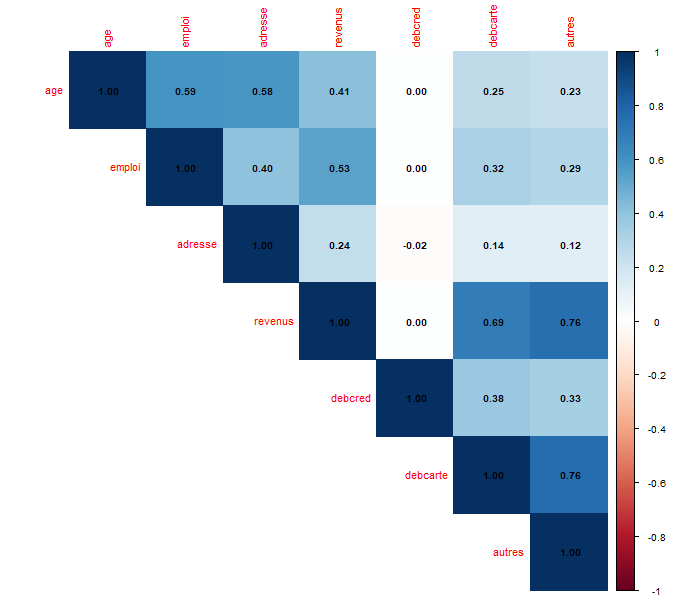 age emploi adresse revenus debcred debcarte autres
age 1.00 0.59 0.58 0.41 0.00 0.25 0.23
emploi 1.00 0.40 0.53 0.00 0.32 0.29
adresse 1.00 0.24 -0.02 0.14 0.12
revenus 1.00 0.00 0.69 0.76
debcred 1.00 0.38 0.33
debcarte 1.00 0.76
autres 1.00
1
0.8
0.6
0.4
0.2
0
-0.2
-0.4
-0.6
-0.8
-1